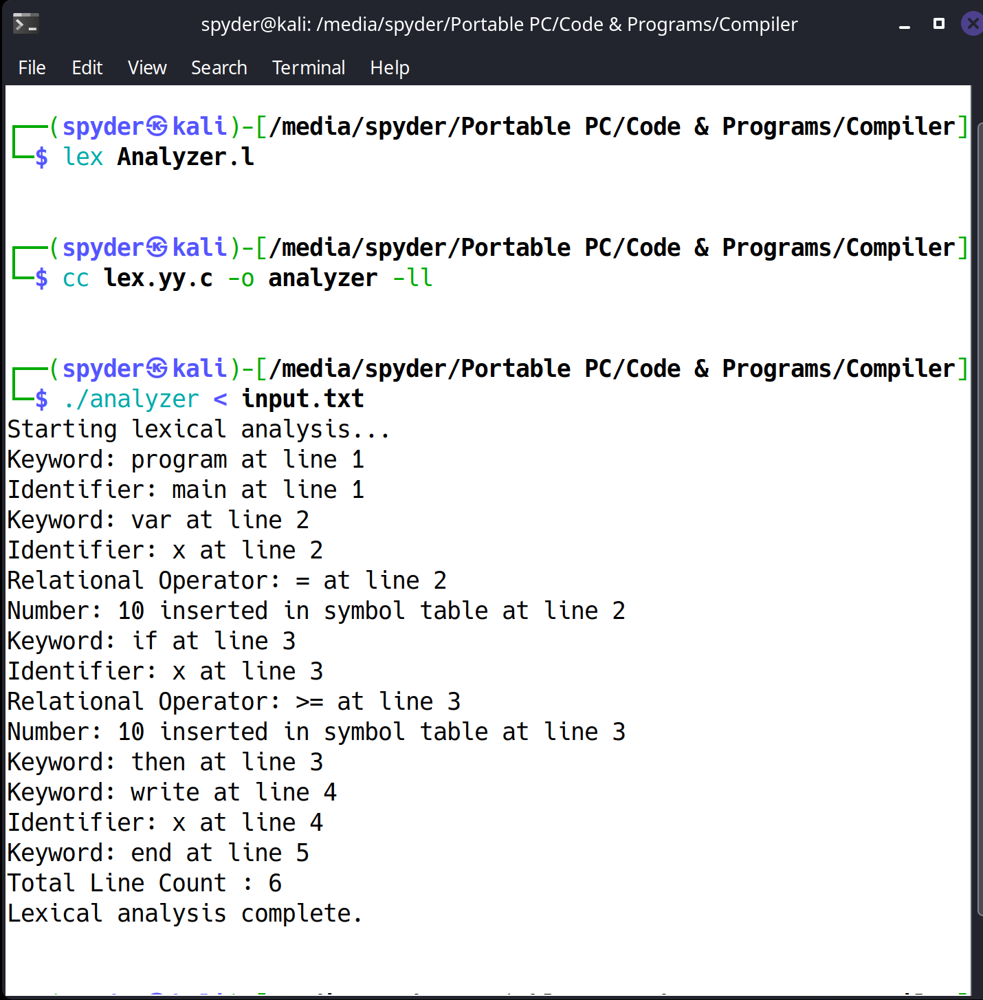 spyder@kali: /media/spyder/Portable PC/Code & Programs/Compiler
File Edit View Search Terminal Help
┌──(spyder㉿kali)-[/media/spyder/Portable PC/Code & Programs/Compiler]
└─$ lex Analyzer.l
┌──(spyder㉿kali)-[/media/spyder/Portable PC/Code & Programs/Compiler]
└─$ cc lex.yy.c -o analyzer -ll
┌──(spyder㉿kali)-[/media/spyder/Portable PC/Code & Programs/Compiler]
└─$ ./analyzer < input.txt
Starting lexical analysis...
Keyword: program at line 1
Identifier: main at line 1
Keyword: var at line 2
Identifier: x at line 2
Relational Operator: = at line 2
Number: 10 inserted in symbol table at line 2
Keyword: if at line 3
Identifier: x at line 3
Relational Operator: >= at line 3
Number: 10 inserted in symbol table at line 3
Keyword: then at line 3
Keyword: write at line 4
Identifier: x at line 4
Keyword: end at line 5
Total Line Count : 6
Lexical analysis complete.